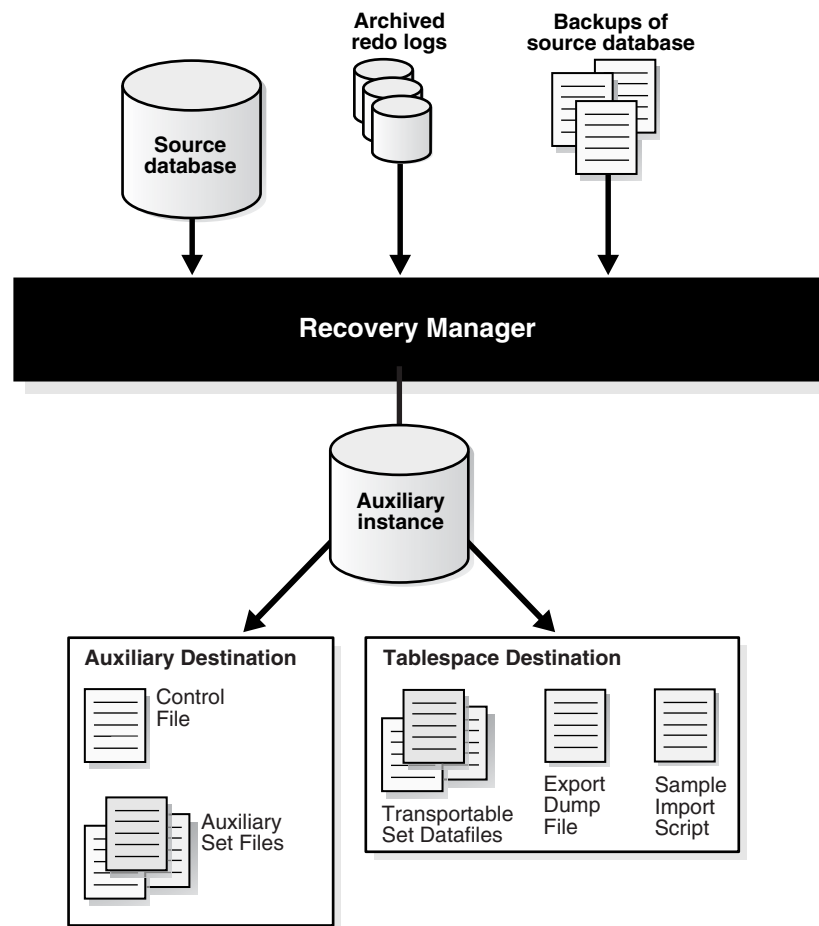 Archived
redo logs
Backups of
source database
Source
database
Recovery Manager
Auxiliary
instance
Auxiliary Destination
Control
File
Auxiliary
Set Files
Tablespace Destination
Transportable
Set Datafiles
Export
Dump
File
Sample
Import
Script